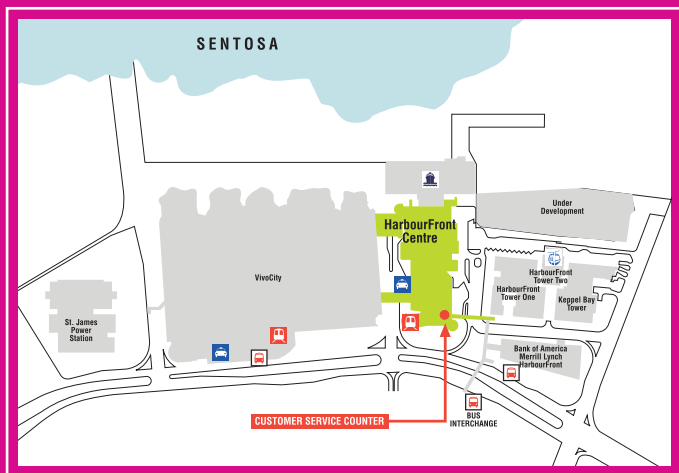 SENTOSA
HarbourFront
Centre
Under
Development
VivoCity
HarbourFront
Tower Two
HarbourFront
Tower One
Keppel Bay
Tower
St. James
Power
Station
Bank of America
Merrill Lynch
HarbourFront
CUSTOMER SERVICE COUNTER
BUS
INTERCHANGE